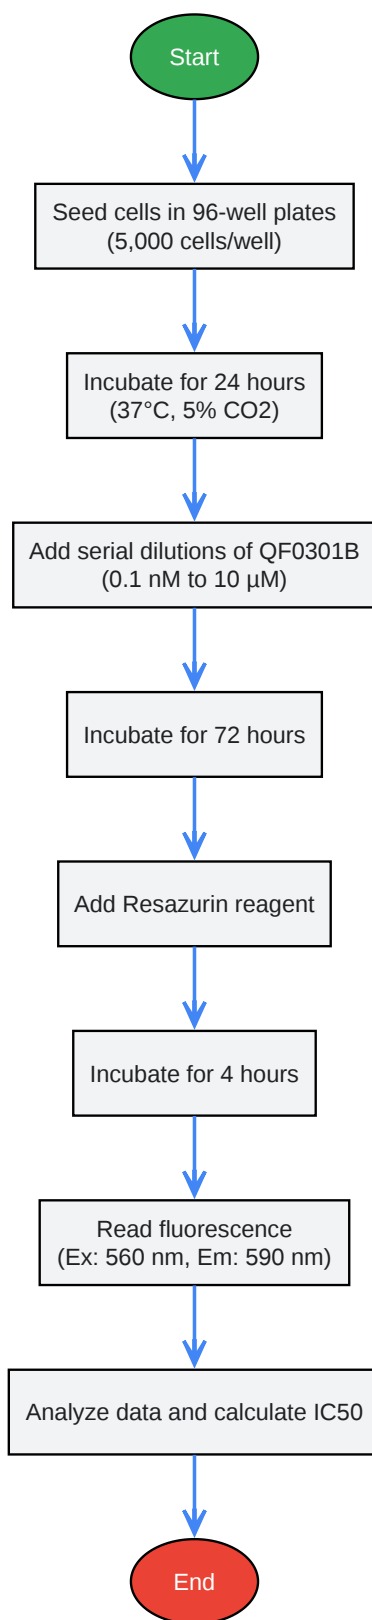 Start
Seed cells in 96-well plates
(5,000 cells/well)
Incubate for 24 hours
(37°C, 5% CO2)
Add serial dilutions of QF0301B
(0.1 nM to 10 µM)
Incubate for 72 hours
Add Resazurin reagent
Incubate for 4 hours
Read fluorescence
(Ex: 560 nm, Em: 590 nm)
Analyze data and calculate IC50
End